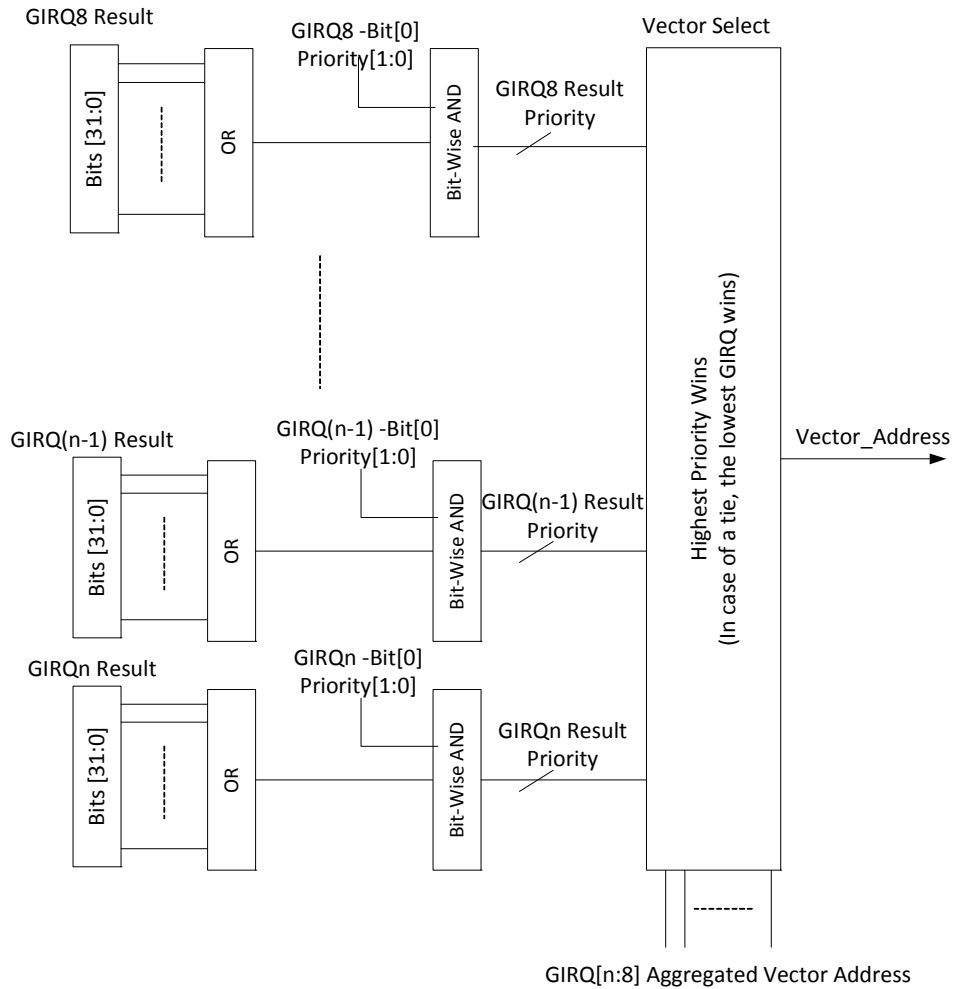 GIRQ8 Result
Bits [31:0]
OR
GIRQ8 -Bit[0]
Priority[1:0]
Bit-Wise AND
GIRQ8 Result
Priority
Vector Select
Highest Priority Wins
(In case of a tie, the lowest GIRQ wins)
Vector_Address
GIRQ(n-1) Result
Bits [31:0]
OR
GIRQ(n-1) -Bit[0]
Priority[1:0]
Bit-Wise AND
GIRQ(n-1) Result
Priority
GIRQn Result
Bits [31:0]
OR
GIRQn -Bit[0]
Priority[1:0]
Bit-Wise AND
GIRQn Result
Priority
GIRQ[n:8] Aggregated Vector Address